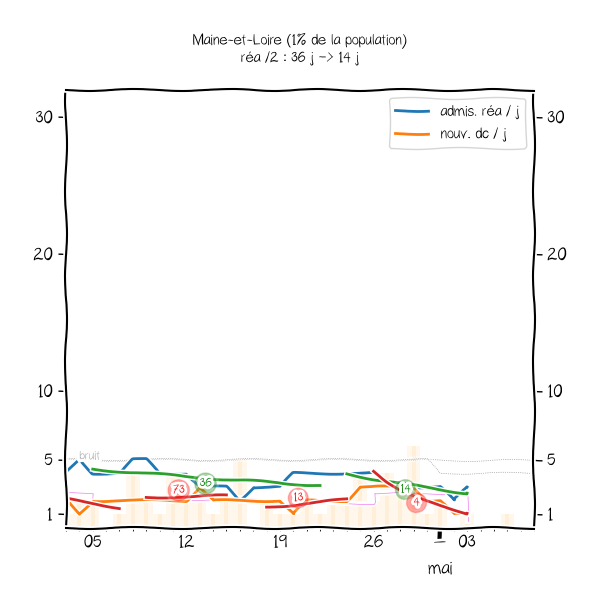 Maine-et-Loire (1% de la population)
réa /2 : 36 j -> 14 j
admis. réa / j
nouv. dc / j
30 30
20 20
10 10
5 5
bruit
1 1
73 36 13 14 4
05 12 19 26 03
mai